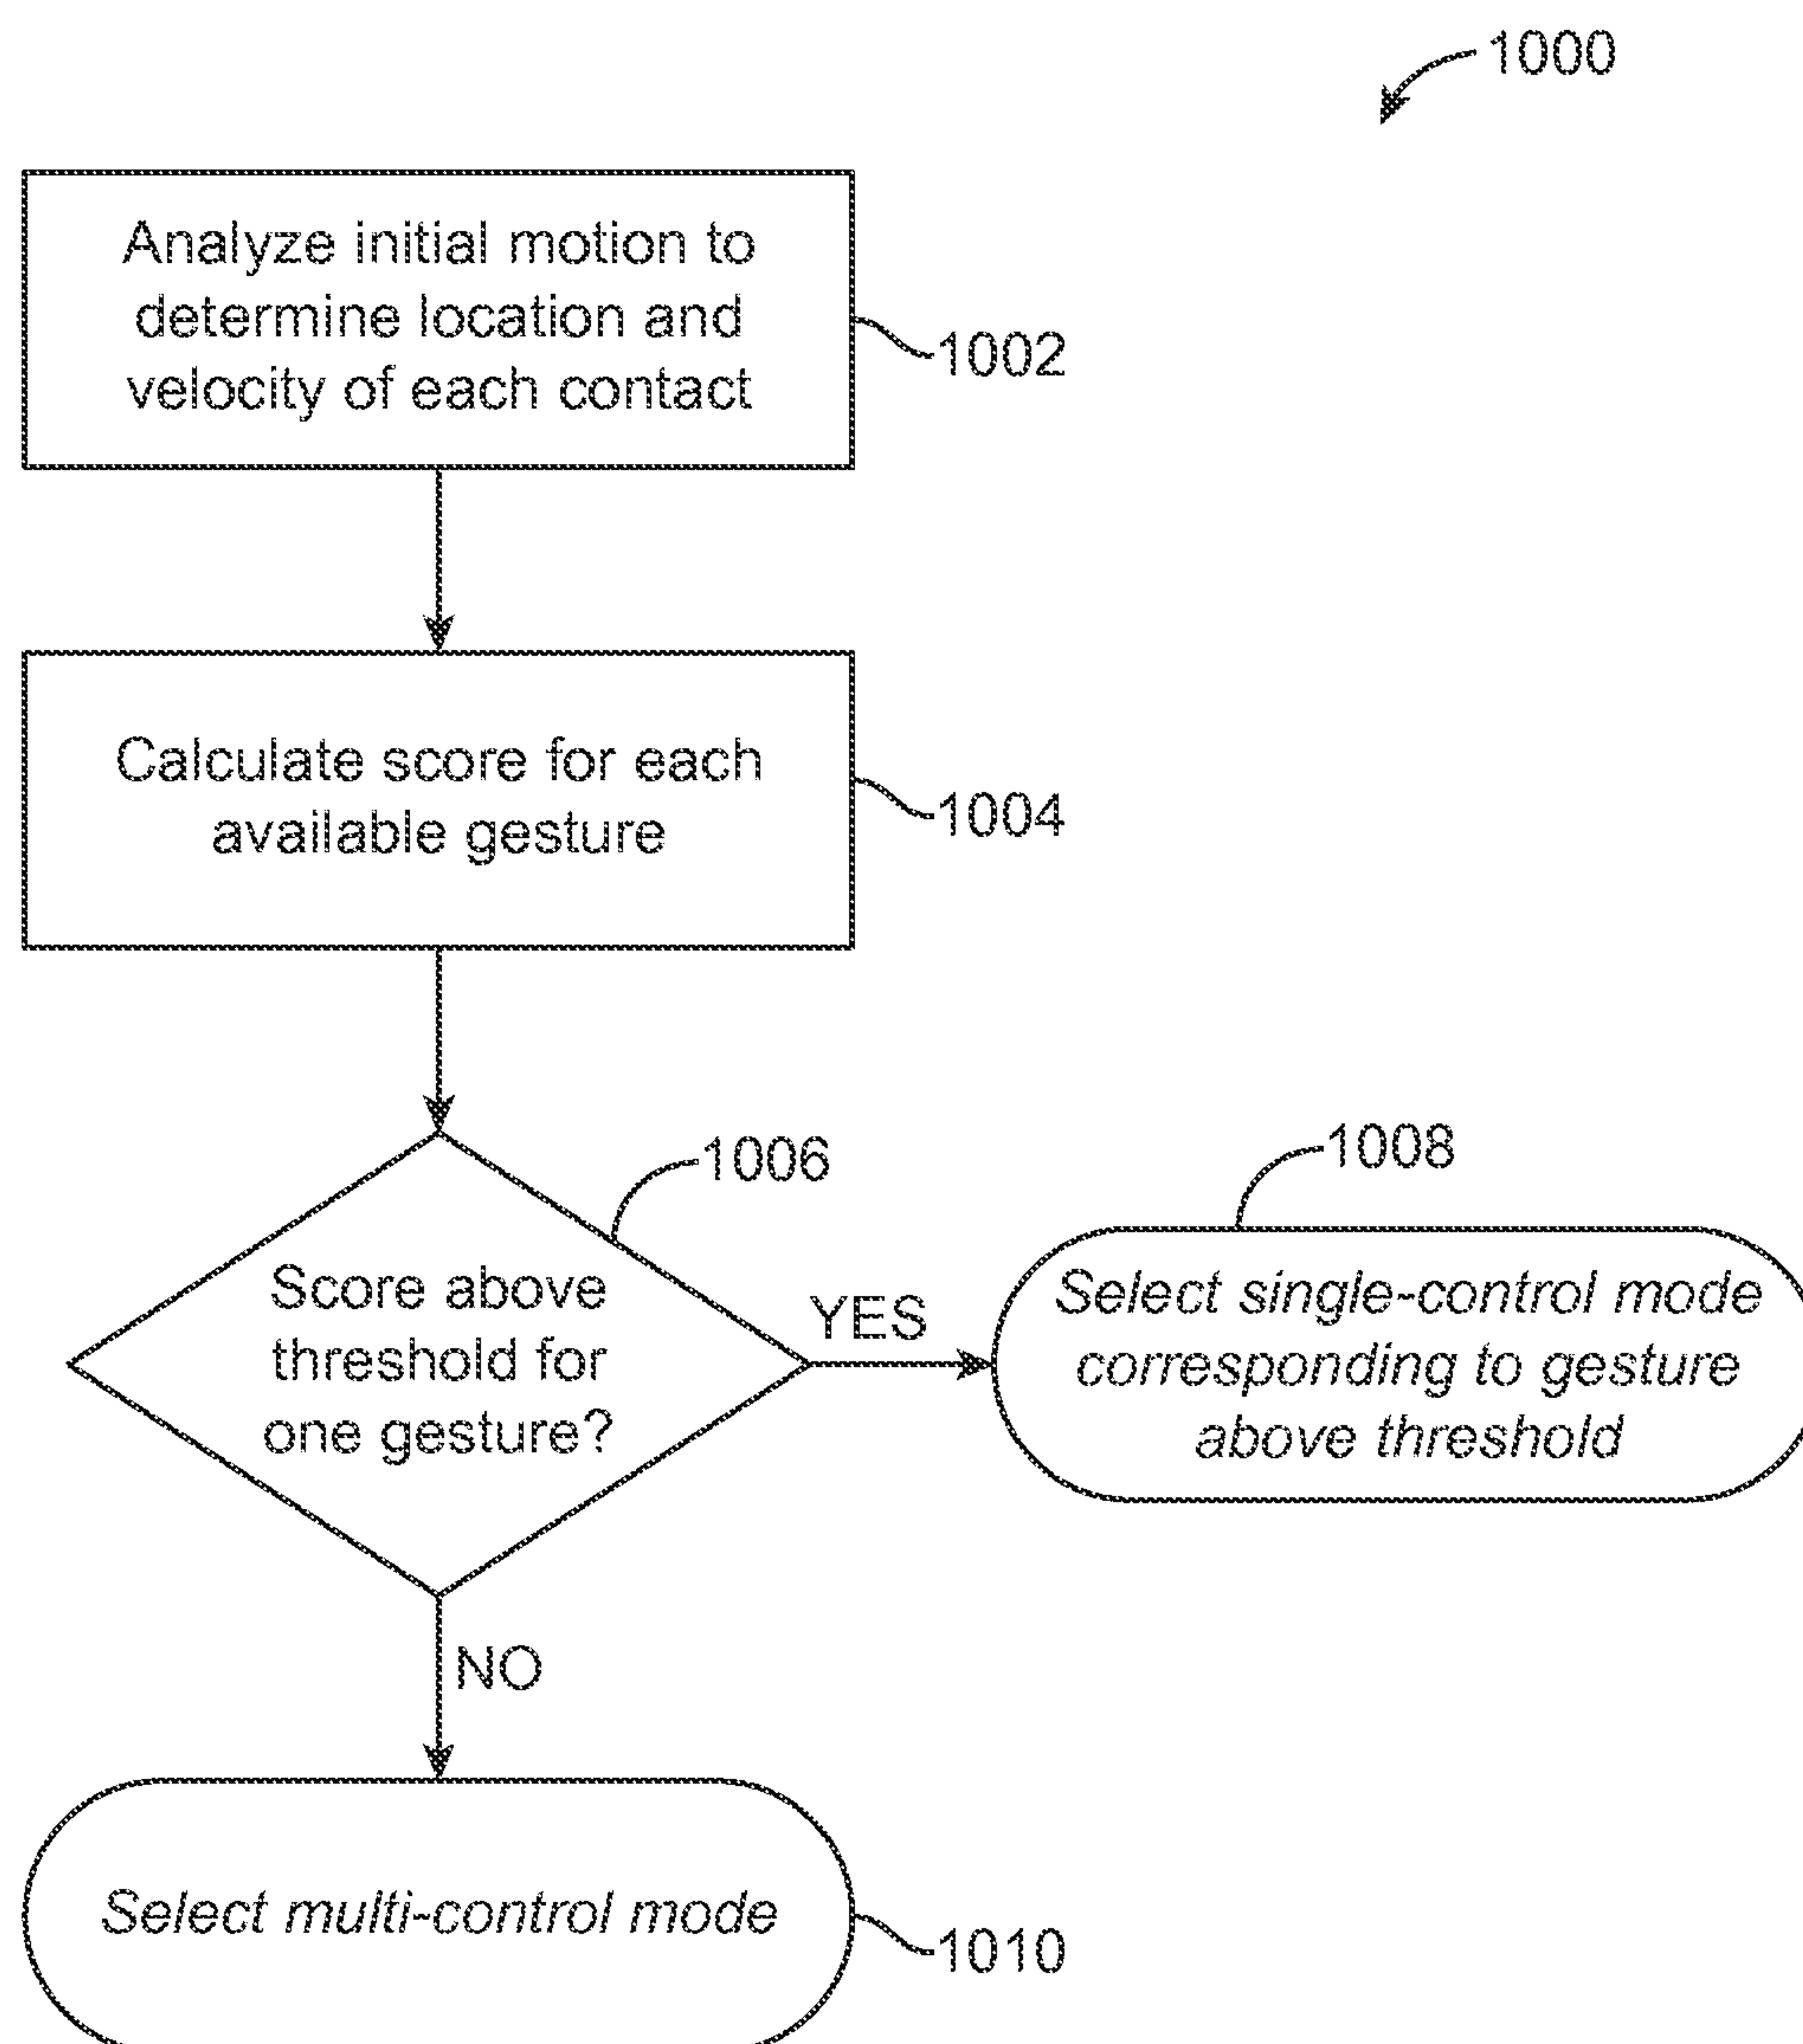 1000
Analyze initial motion to
determine location and
velocity of each contact
1002
Calculate score for each
available gesture
1004
1006
Score above
threshold for
one gesture?
YES
1008
Select single-control mode
corresponding to gesture
above threshold
NO
Select multi-control mode
1010